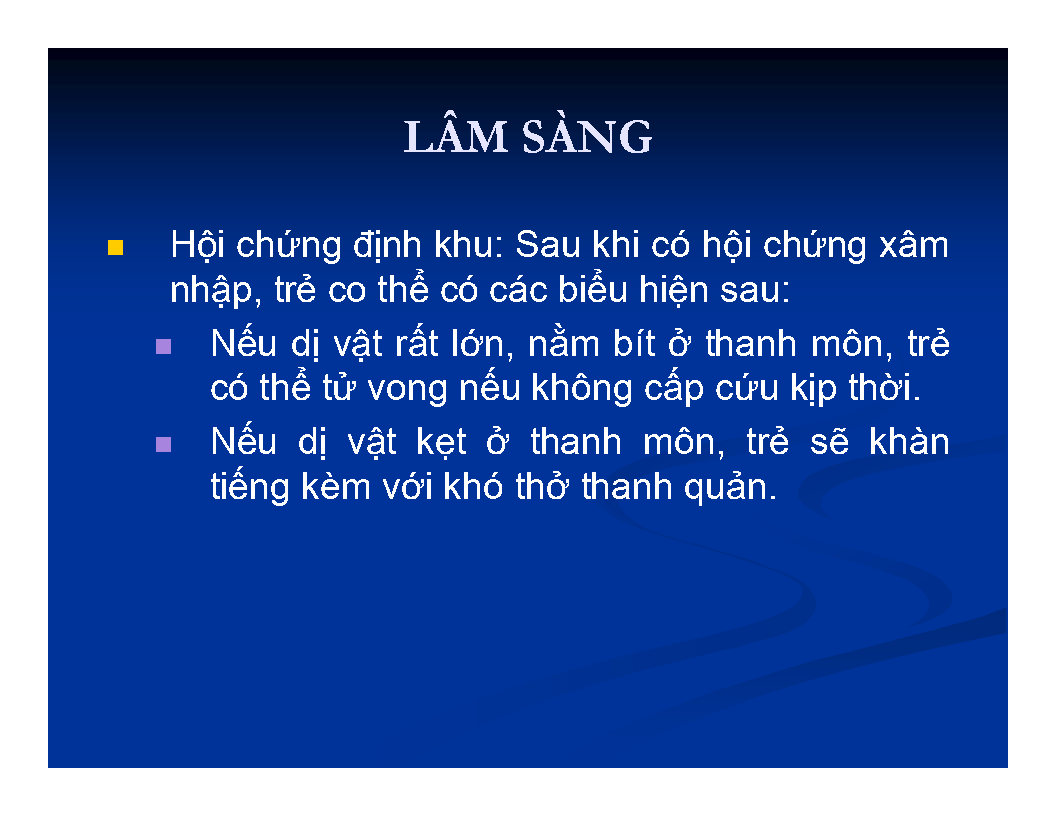 LÂM SÀNG
Hội chứng định khu: Sau khi có hội chứng xâm
nhập, trẻ co thể có các biểu hiện sau:
Nếu dị vật rất lớn, nằm bít ở thanh môn, trẻ
có thể tử vong nếu không cấp cứu kịp thời.
Nếu dị vật kẹt ở thanh môn, trẻ sẽ khàn
tiếng kèm với khó thở thanh quản.